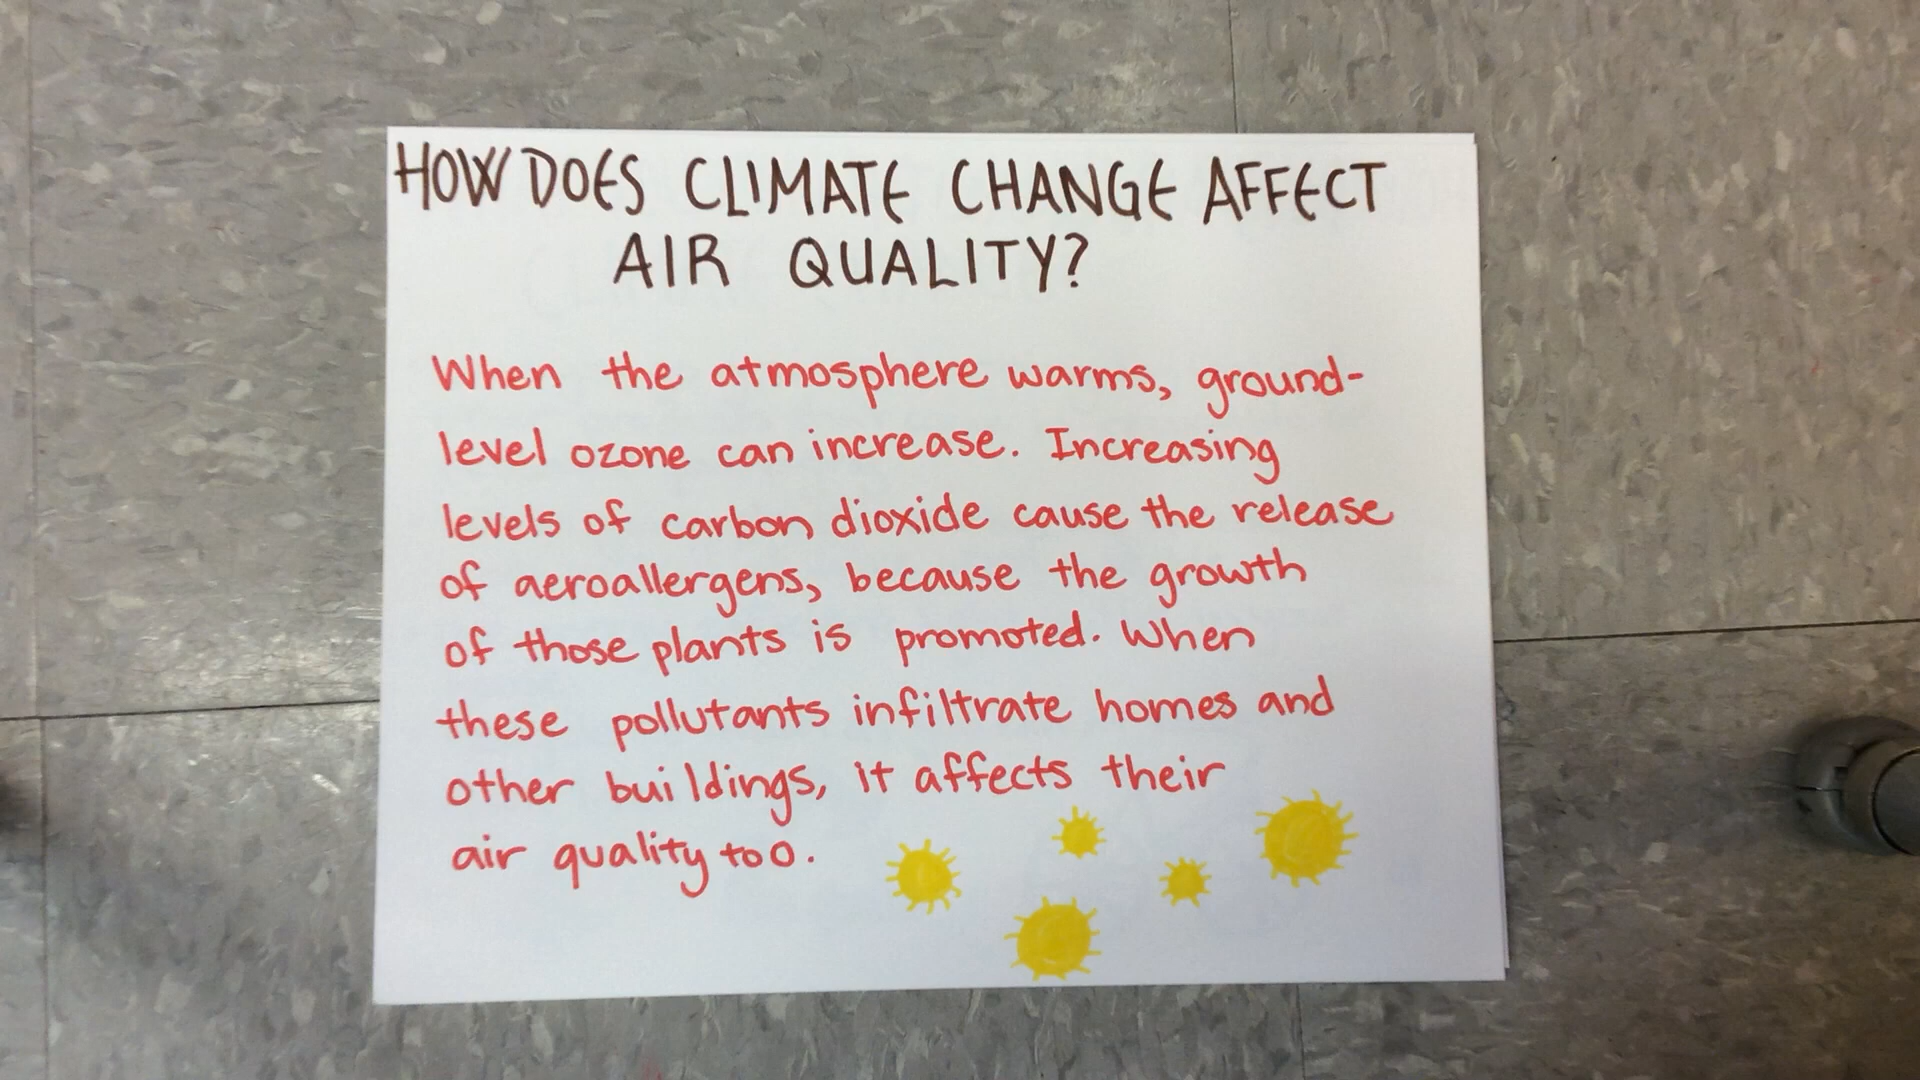 HOW DOES CLIMATE CHANGE AFFECT
AIR QUALITY?
When the atmosphere warms, ground-
level ozone can increase. Increasing
levels of carbon dioxide cause the release
of aeroallergens, because the growth
of those plants is promoted. When
these pollutants infiltrate homes and
other buildings, it affects their
air quality too.